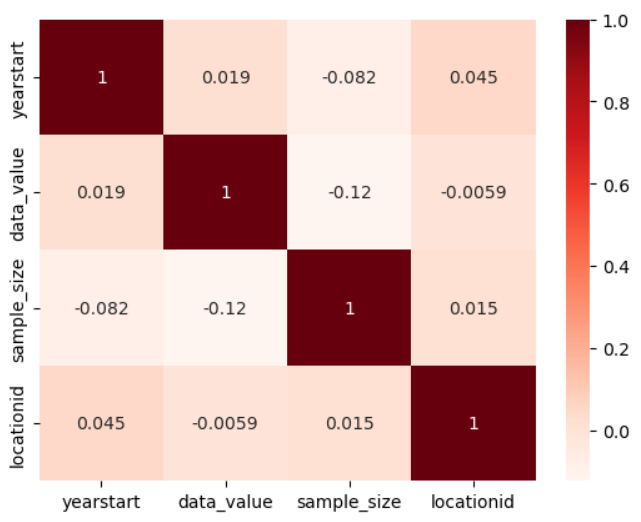 yearstart 1 0.019 -0.082 0.045
data_value 0.019 1 -0.12 -0.0059
sample_size -0.082 -0.12 1 0.015
locationid 0.045 -0.0059 0.015 1
yearstart data_value sample_size locationid
1.0
0.8
0.6
0.4
0.2
0.0